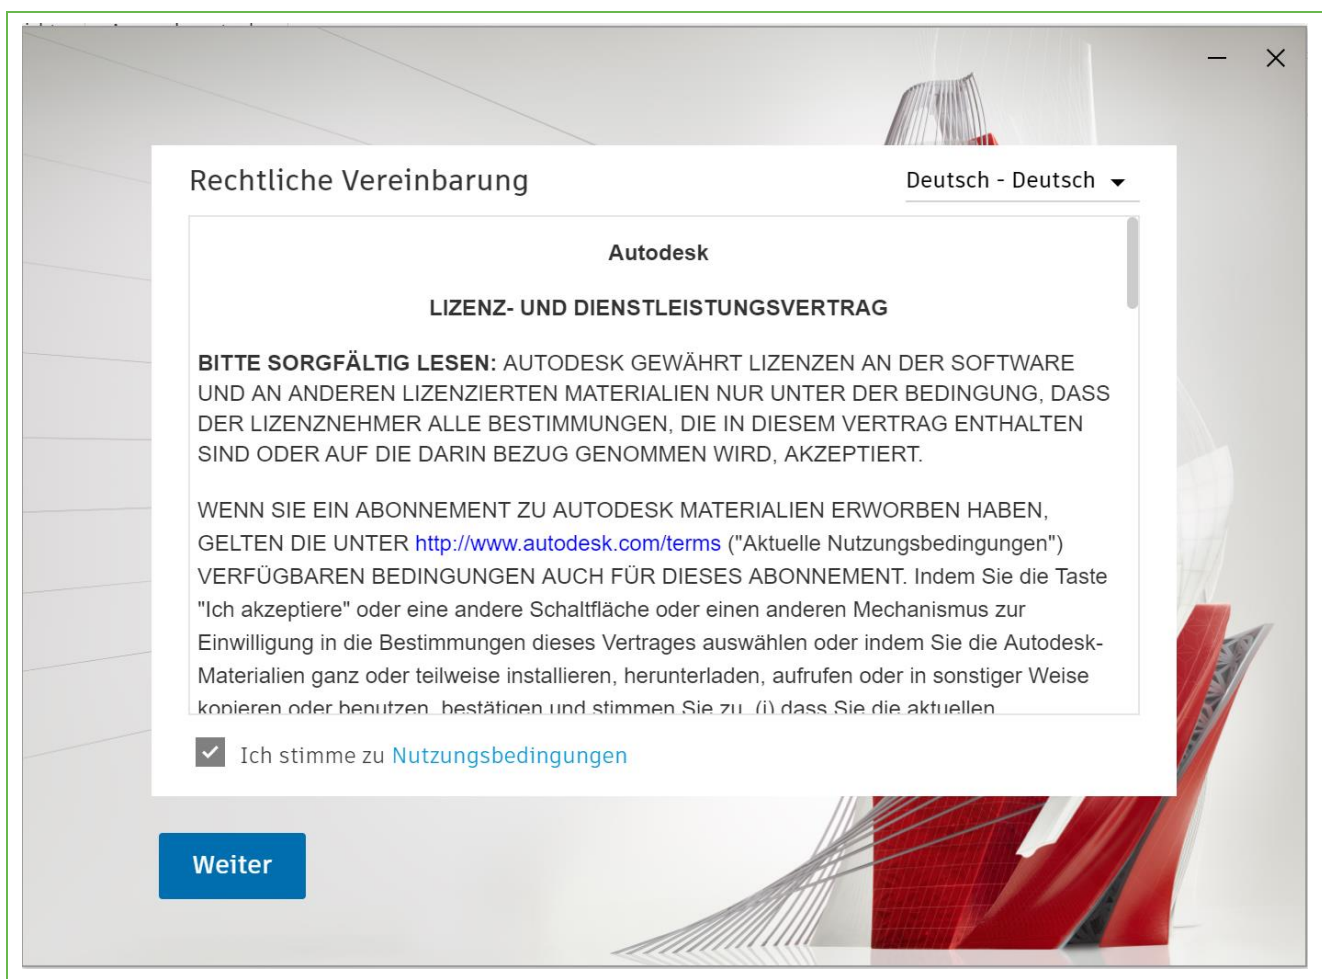 Rechtliche Vereinbarung
Deutsch - Deutsch
Autodesk
LIZENZ- UND DIENSTLEISTUNGSVERTRAG
BITTE SORGFÄLTIG LESEN: AUTODESK GEWÄHRT LIZENZEN AN DER SOFTWARE
UND AN ANDEREN LIZENZIERTEN MATERIALIEN NUR UNTER DER BEDINGUNG, DASS
DER LIZENZNEHMER ALLE BESTIMMUNGEN, DIE IN DIESEM VERTRAG ENTHALTEN
SIND ODER AUF DIE DARIN BEZUG GENOMMEN WIRD, AKZEPTIERT.
WENN SIE EIN ABONNEMENT ZU AUTODESK MATERIALIEN ERWORBEN HABEN,
GELTEN DIE UNTER http://www.autodesk.com/terms ("Aktuelle Nutzungsbedingungen")
VERFÜGBAREN BEDINGUNGEN AUCH FÜR DIESES ABONNEMENT. Indem Sie die Taste
"Ich akzeptiere" oder eine andere Schaltfläche oder einen anderen Mechanismus zur
Einwilligung in die Bestimmungen dieses Vertrages auswählen oder indem Sie die Autodesk-
Materialien ganz oder teilweise installieren, herunterladen, aufrufen oder in sonstiger Weise
kopieren oder benutzen, bestätigen und stimmen Sie zu, (i) dass Sie die aktuellen
Ich stimme zu Nutzungsbedingungen
Weiter